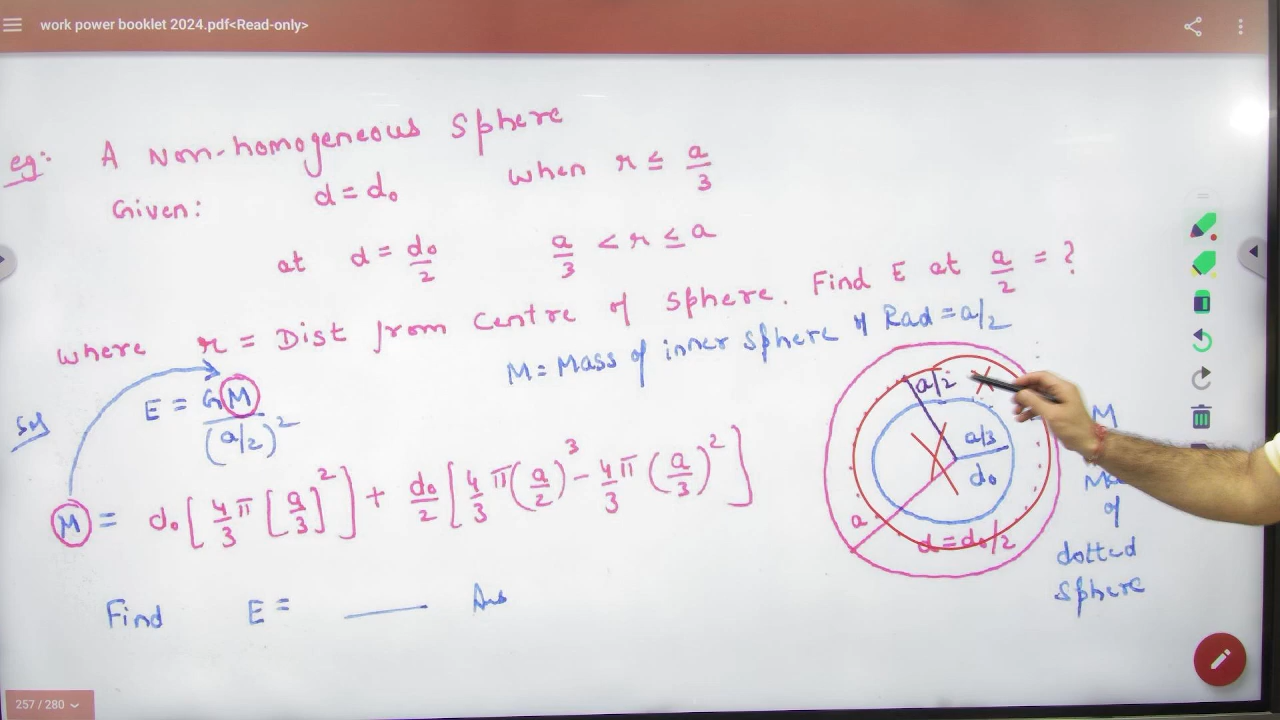 work power booklet 2024.pdf<Read-only>
eg: A Non-homogeneous Sphere
Given: d = d₀ when r ≤ a/3
at d = d₀/2 a/3 < r ≤ a
where r = Dist from Centre of Sphere. Find E at a/2 = ?
M = Mass of inner sphere of Rad = a/2
Sol E = GM/(a/2)²
M = d₀[4/3 π [a/3]²] + d₀/2 [4/3 π(a/2)³ - 4/3 π (a/3)²]
Find E = ___ Ans
a/2
a/3
d₀
a
d = d₀/2
M
of
dotted
Sphere
257 / 280